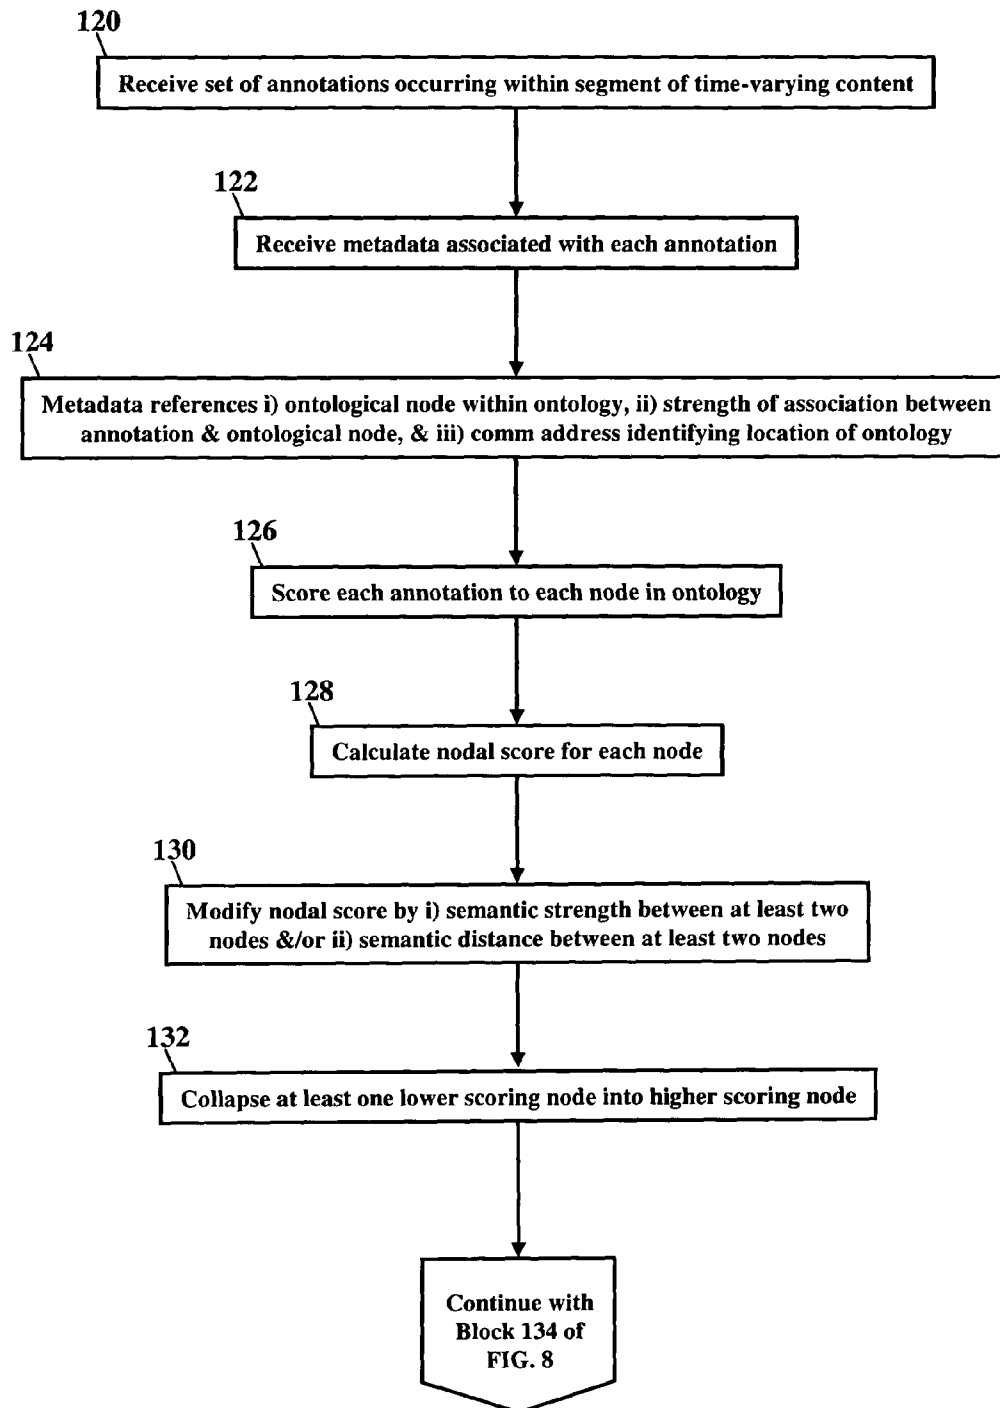 120
Receive set of annotations occurring within segment of time-varying content
122
Receive metadata associated with each annotation
124
Metadata references i) ontological node within ontology, ii) strength of association between
annotation & ontological node, & iii) comm address identifying location of ontology
126
Score each annotation to each node in ontology
128
Calculate nodal score for each node
130
Modify nodal score by i) semantic strength between at least two
nodes &/or ii) semantic distance between at least two nodes
132
Collapse at least one lower scoring node into higher scoring node
Continue with
Block 134 of
FIG. 8